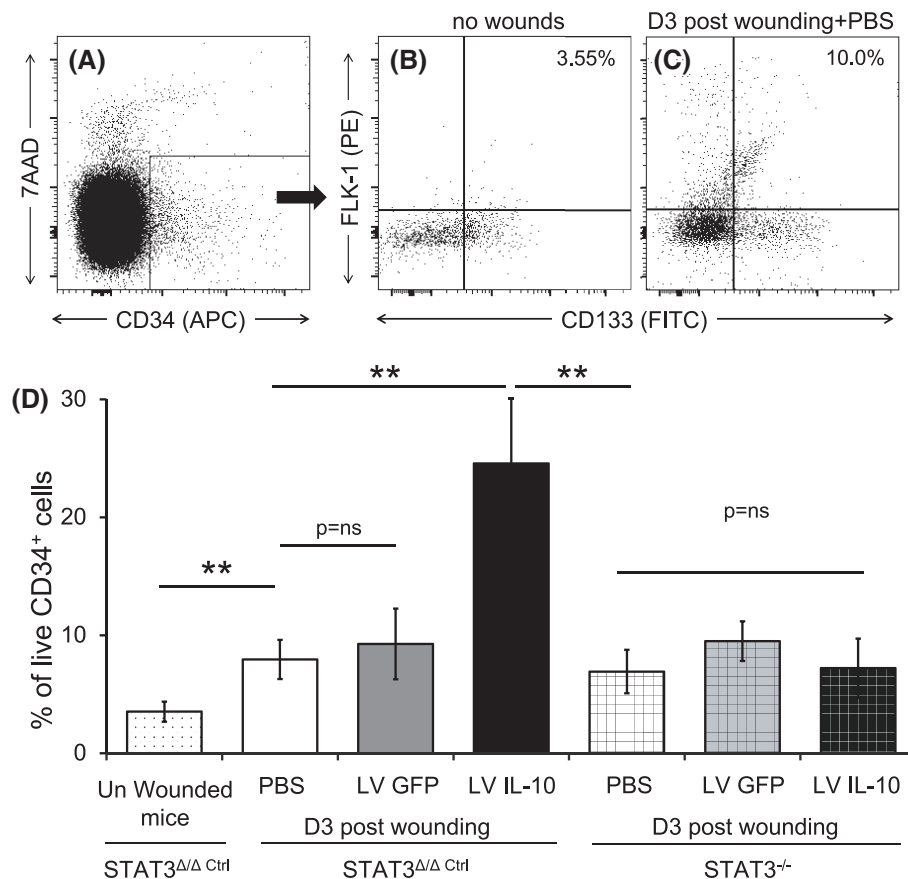 no wounds
D3 post wounding+PBS
(A)
(B)
3.55%
(C)
10.0%
7AAD
FLK-1 (PE)
CD34 (APC)
CD133 (FITC)
(D)
% of live CD34⁺ cells
30
20
10
0
**
**
**
p=ns
p=ns
Un Wounded
mice
PBS
LV GFP
LV IL-10
PBS
LV GFP
LV IL-10
D3 post wounding
D3 post wounding
STAT3Δ/Δ Ctrl
STAT3Δ/Δ Ctrl
STAT3-/-